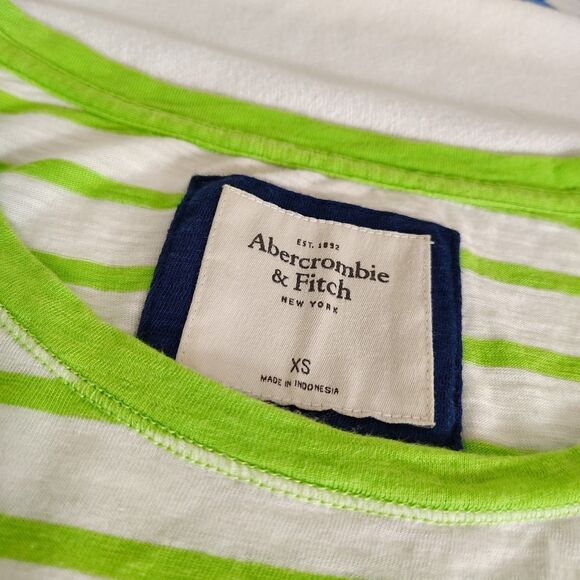 EST. 1892
Abercrombie
& Fitch
NEW YORK
XS
MADE IN INDONESIA